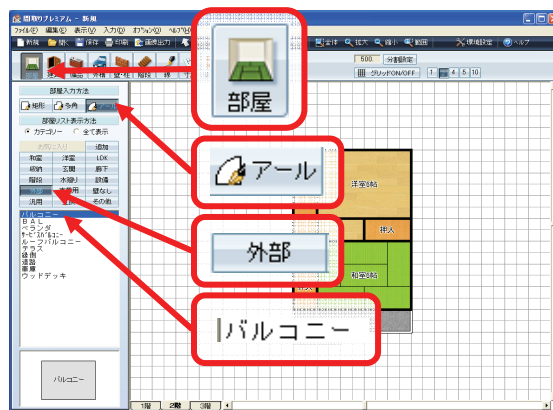 間取りプレミアム - 新規
ファイル(F) 編集(E) 表示(V) 入力(I) オプション(O) ヘルプ(H)
新規 開く 保存 印刷 画像出力 全体 拡大 縮小 範囲 環境設定 ヘルプ
500. 分割設定
グリッドON/OFF 1 4 5 10
部屋
部屋入力方法
矩形 多角 アール
部屋リスト表示方法
カテゴリー 全て表示
お気に入り 追加
和室 洋室 LDK
収納 玄関 廊下
階段 水廻り 設備
壁なし
汎用 その他
バルコニー
BAL
ベランダ
サービスバルコニー
ルーフバルコニー
テラス
縁側
道路
車庫
ウッドデッキ
バルコニー
アール
外部
バルコニー
洋室6帖
押入
和室6帖
1階 2階 3階